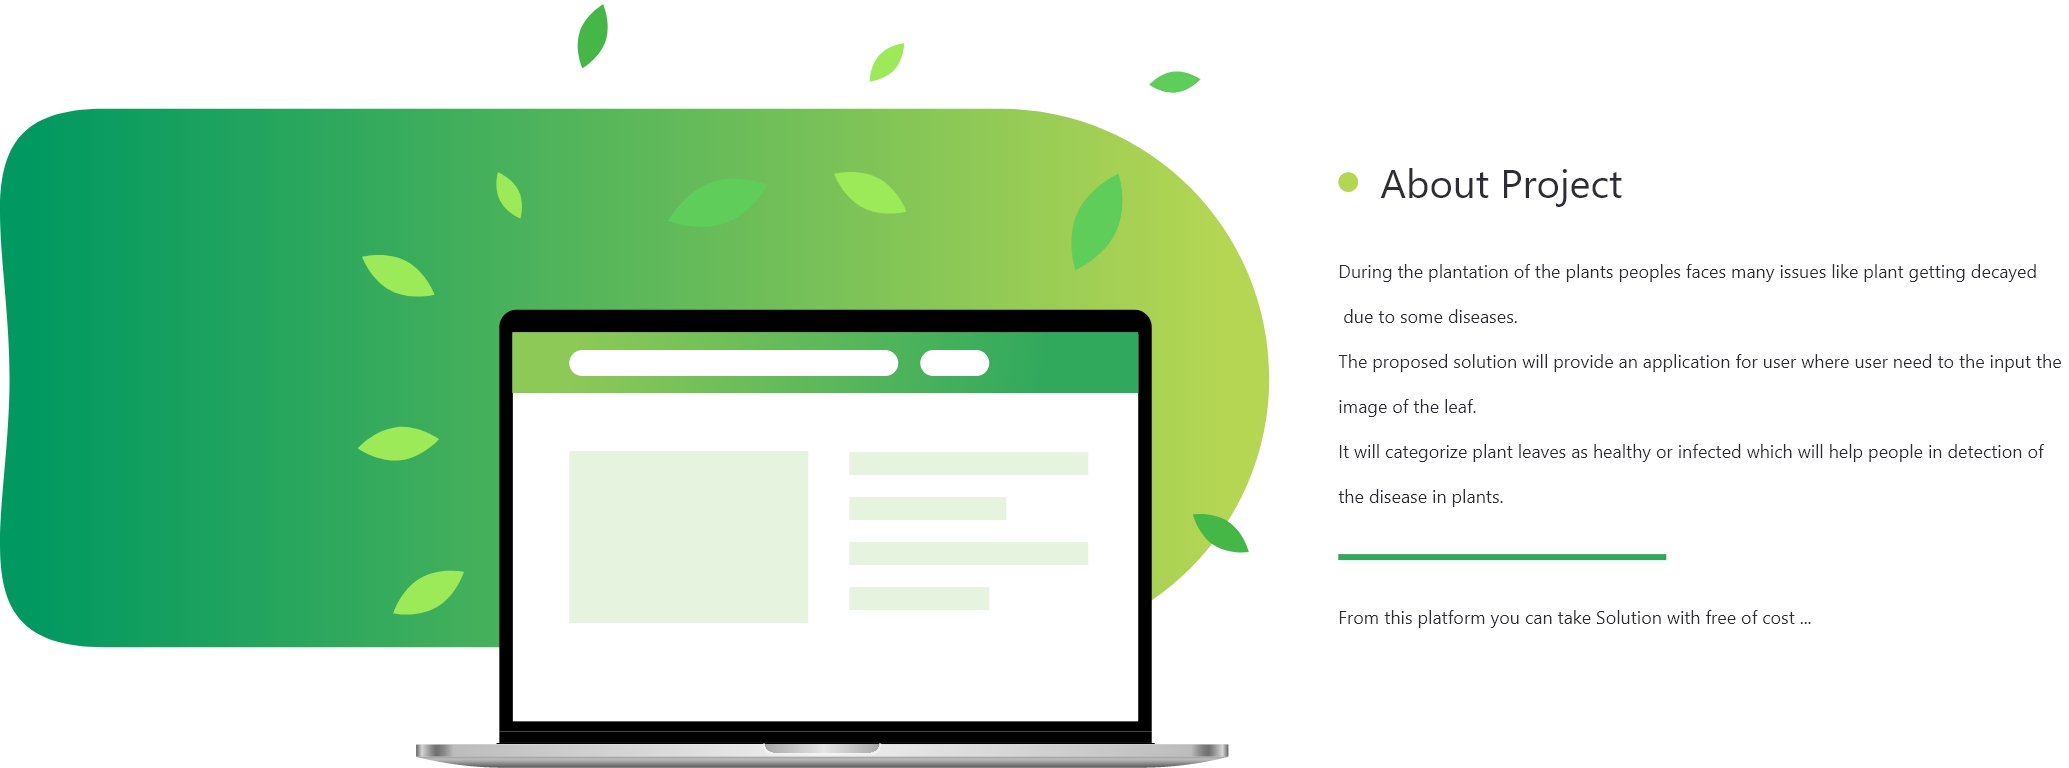 About Project
During the plantation of the plants peoples faces many issues like plant getting decayed
due to some diseases.
The proposed solution will provide an application for user where user need to the input the
image of the leaf.
It will categorize plant leaves as healthy or infected which will help people in detection of
the disease in plants.
From this platform you can take Solution with free of cost ...